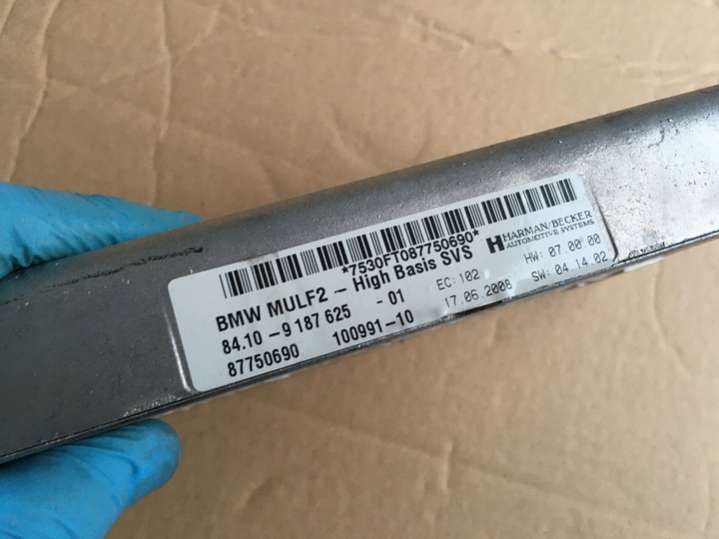 *7530FT087750690*
HARMAN/BECKER
AUTOMOTIVE SYSTEMS
BMW MULF2 – High Basis SVS
EC: 102
HW: 07 00 00
84.10 – 9 187 625 - 01
17.06.2008
SW: 04.14.02
87750690 100991-10